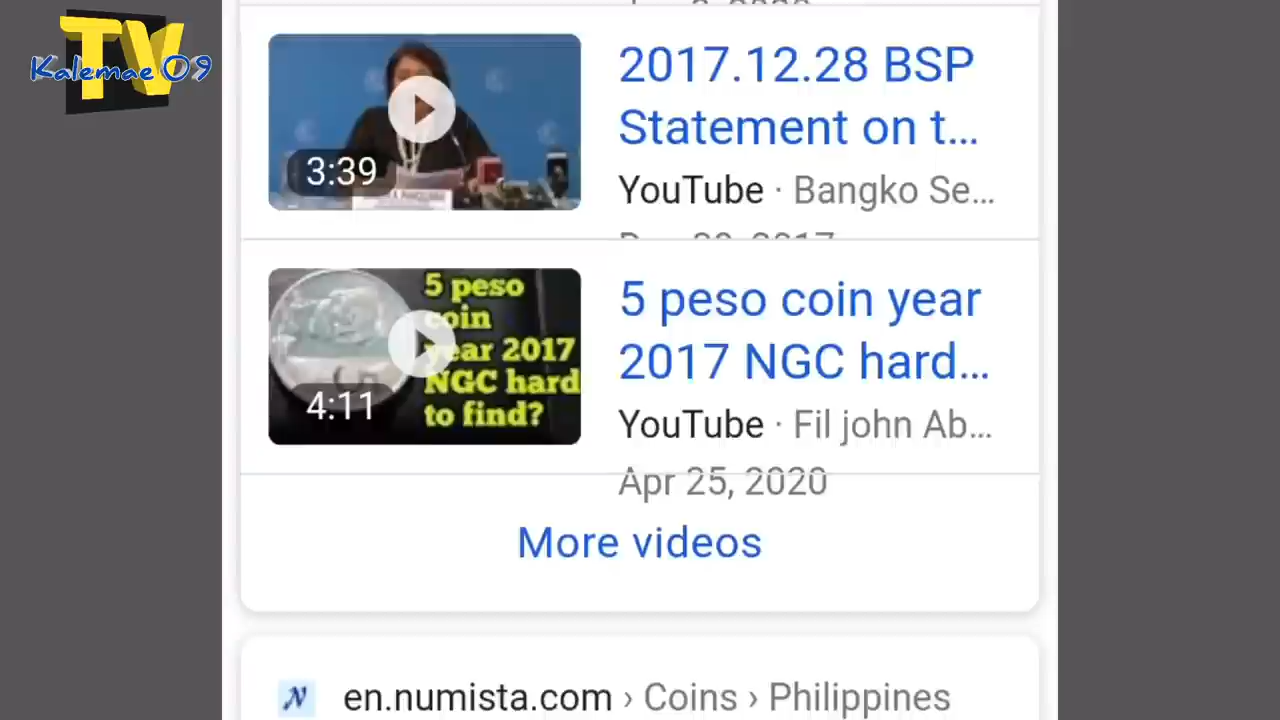 TV
Kalemae 09
2017.12.28 BSP
Statement on t...
3:39
YouTube · Bangko Se...
5 peso
coin
year 2017
NGC hard
to find?
4:11
5 peso coin year
2017 NGC hard...
YouTube · Fil john Ab...
Apr 25, 2020
More videos
N en.numista.com › Coins › Philippines